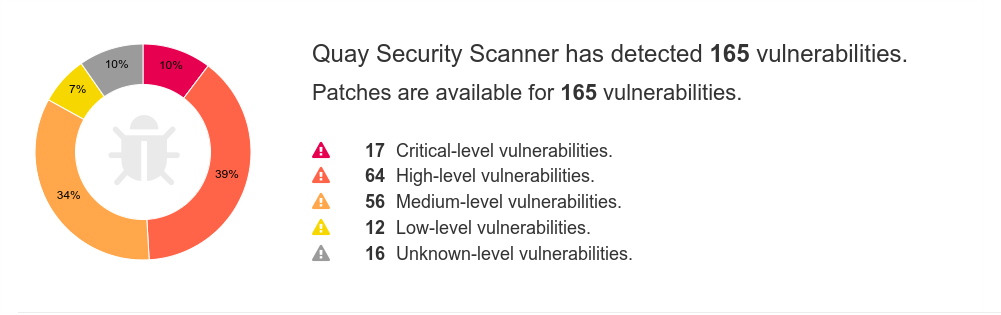 Quay Security Scanner has detected 165 vulnerabilities.
Patches are available for 165 vulnerabilities.
10%
10%
7%
39%
34%
17 Critical-level vulnerabilities.
64 High-level vulnerabilities.
56 Medium-level vulnerabilities.
12 Low-level vulnerabilities.
16 Unknown-level vulnerabilities.